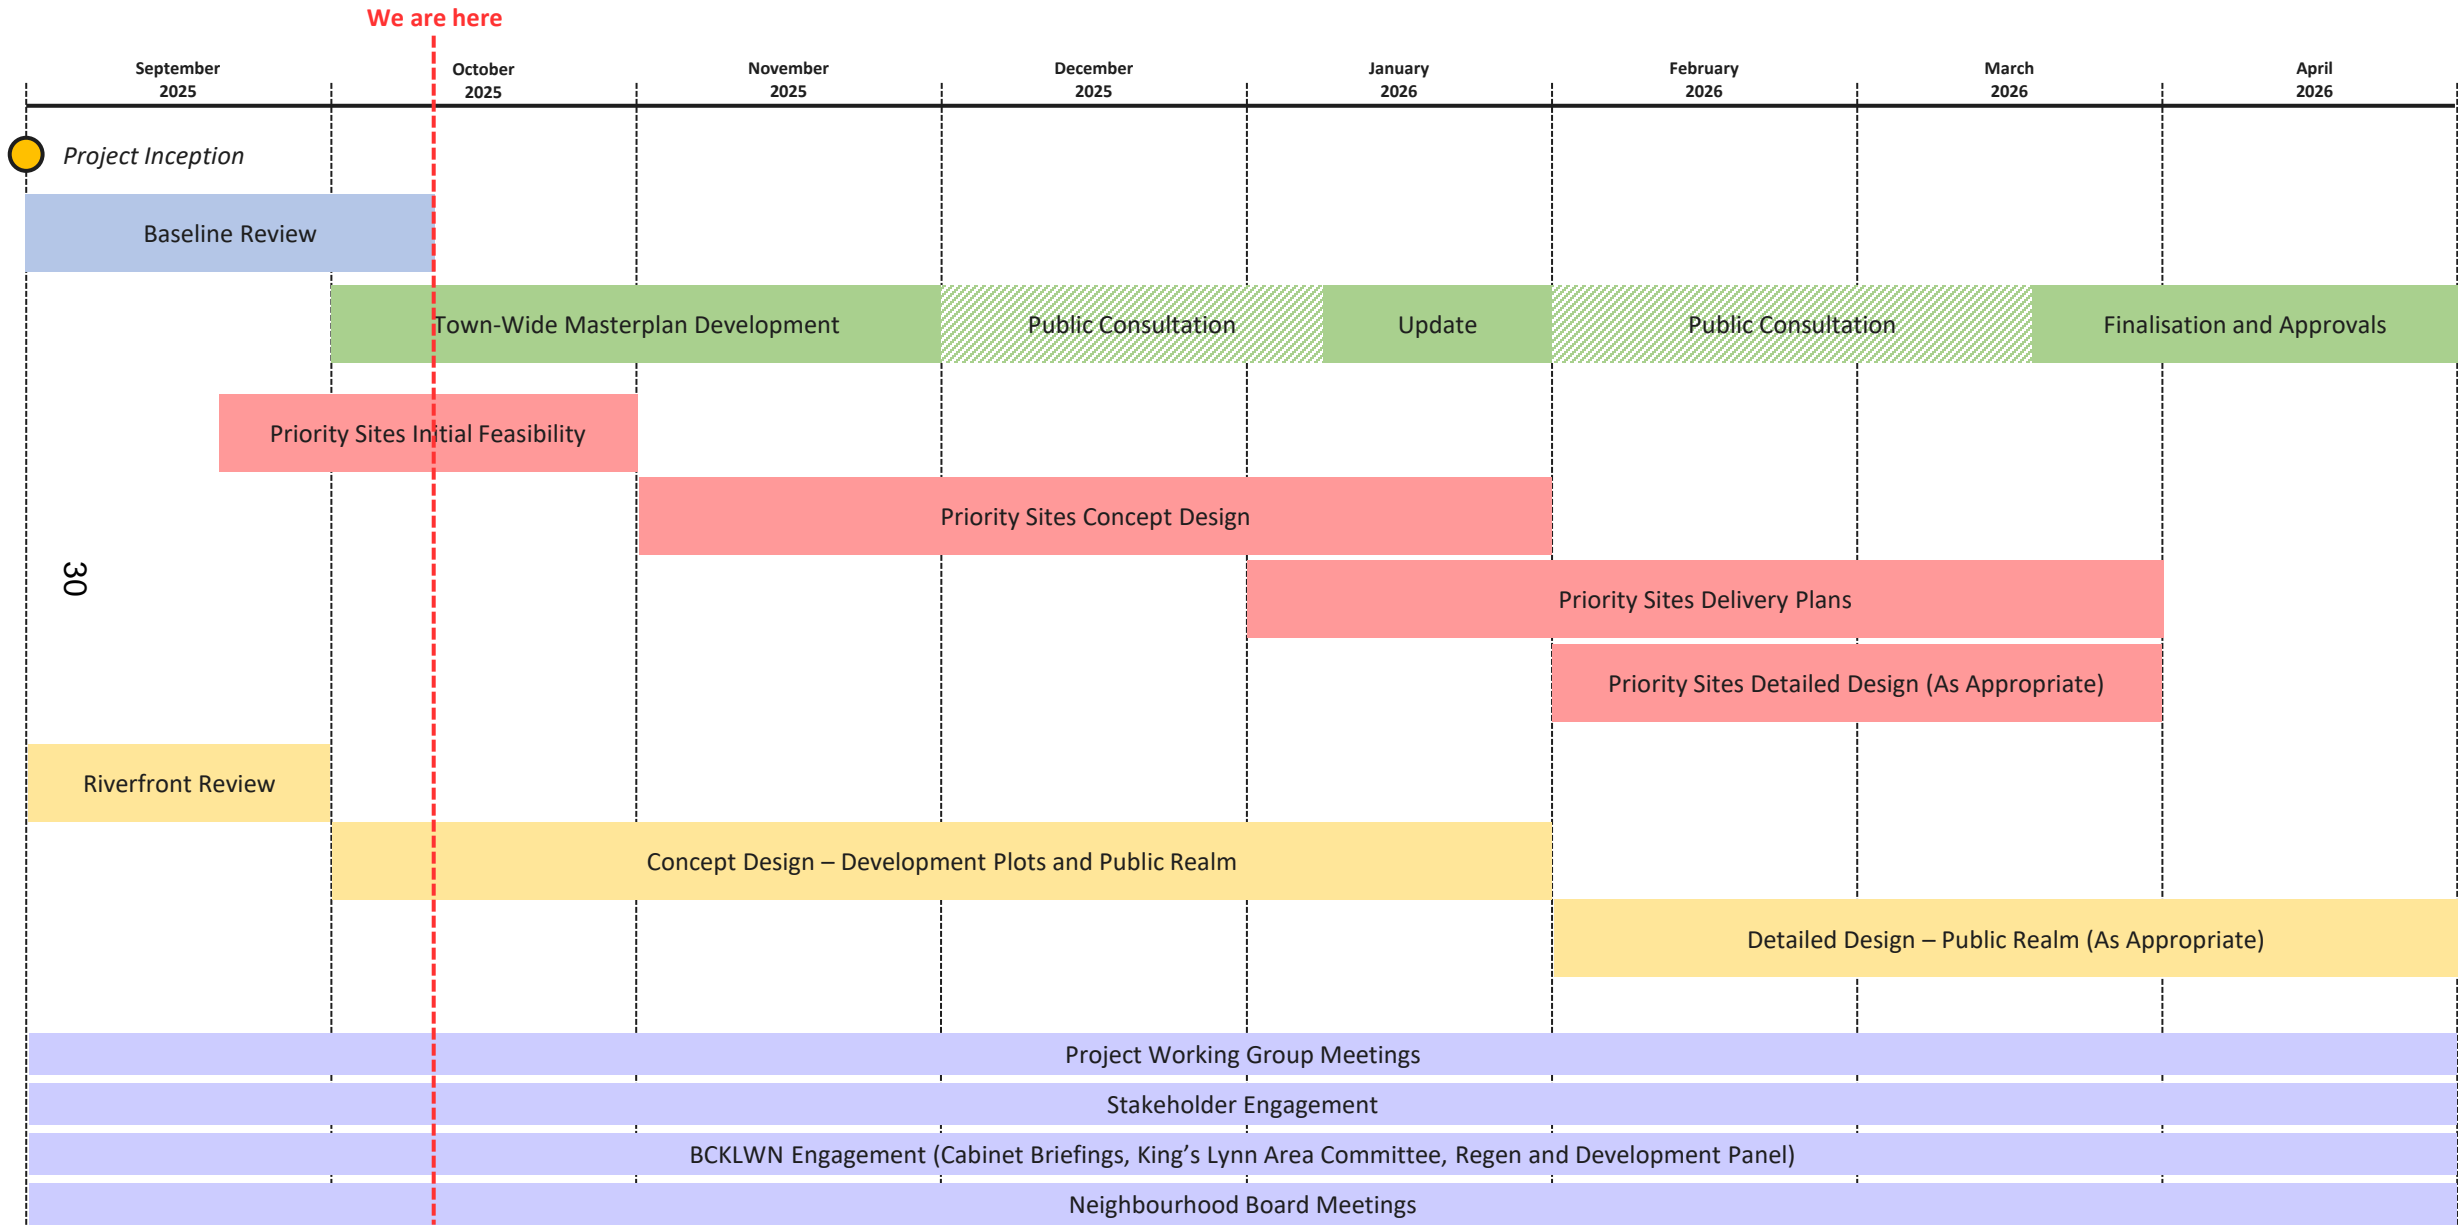 We are here
September
2025
October
2025
November
2025
December
2025
January
2026
February
2026
March
2026
April
2026
Project Inception
Baseline Review
Town-Wide Masterplan Development
Public Consultation
Update
Public Consultation
Finalisation and Approvals
Priority Sites Initial Feasibility
Priority Sites Concept Design
30
Priority Sites Delivery Plans
Priority Sites Detailed Design (As Appropriate)
Riverfront Review
Concept Design – Development Plots and Public Realm
Detailed Design – Public Realm (As Appropriate)
Project Working Group Meetings
Stakeholder Engagement
BCKLWN Engagement (Cabinet Briefings, King’s Lynn Area Committee, Regen and Development Panel)
Neighbourhood Board Meetings